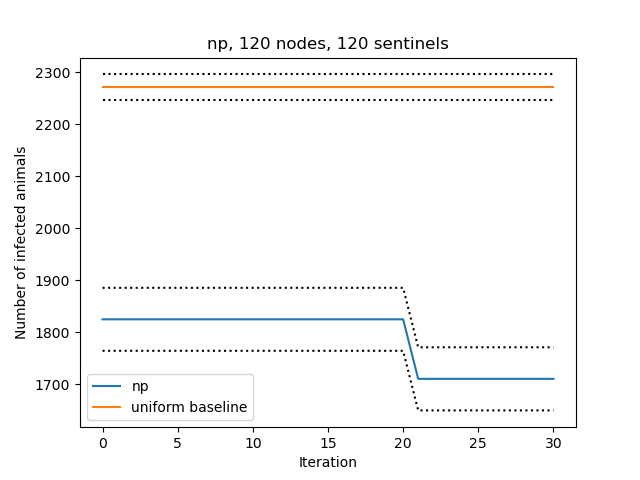 np, 120 nodes, 120 sentinels
Number of infected animals
2300
2200
2100
2000
1900
1800
1700
np
uniform baseline
0 5 10 15 20 25 30
Iteration